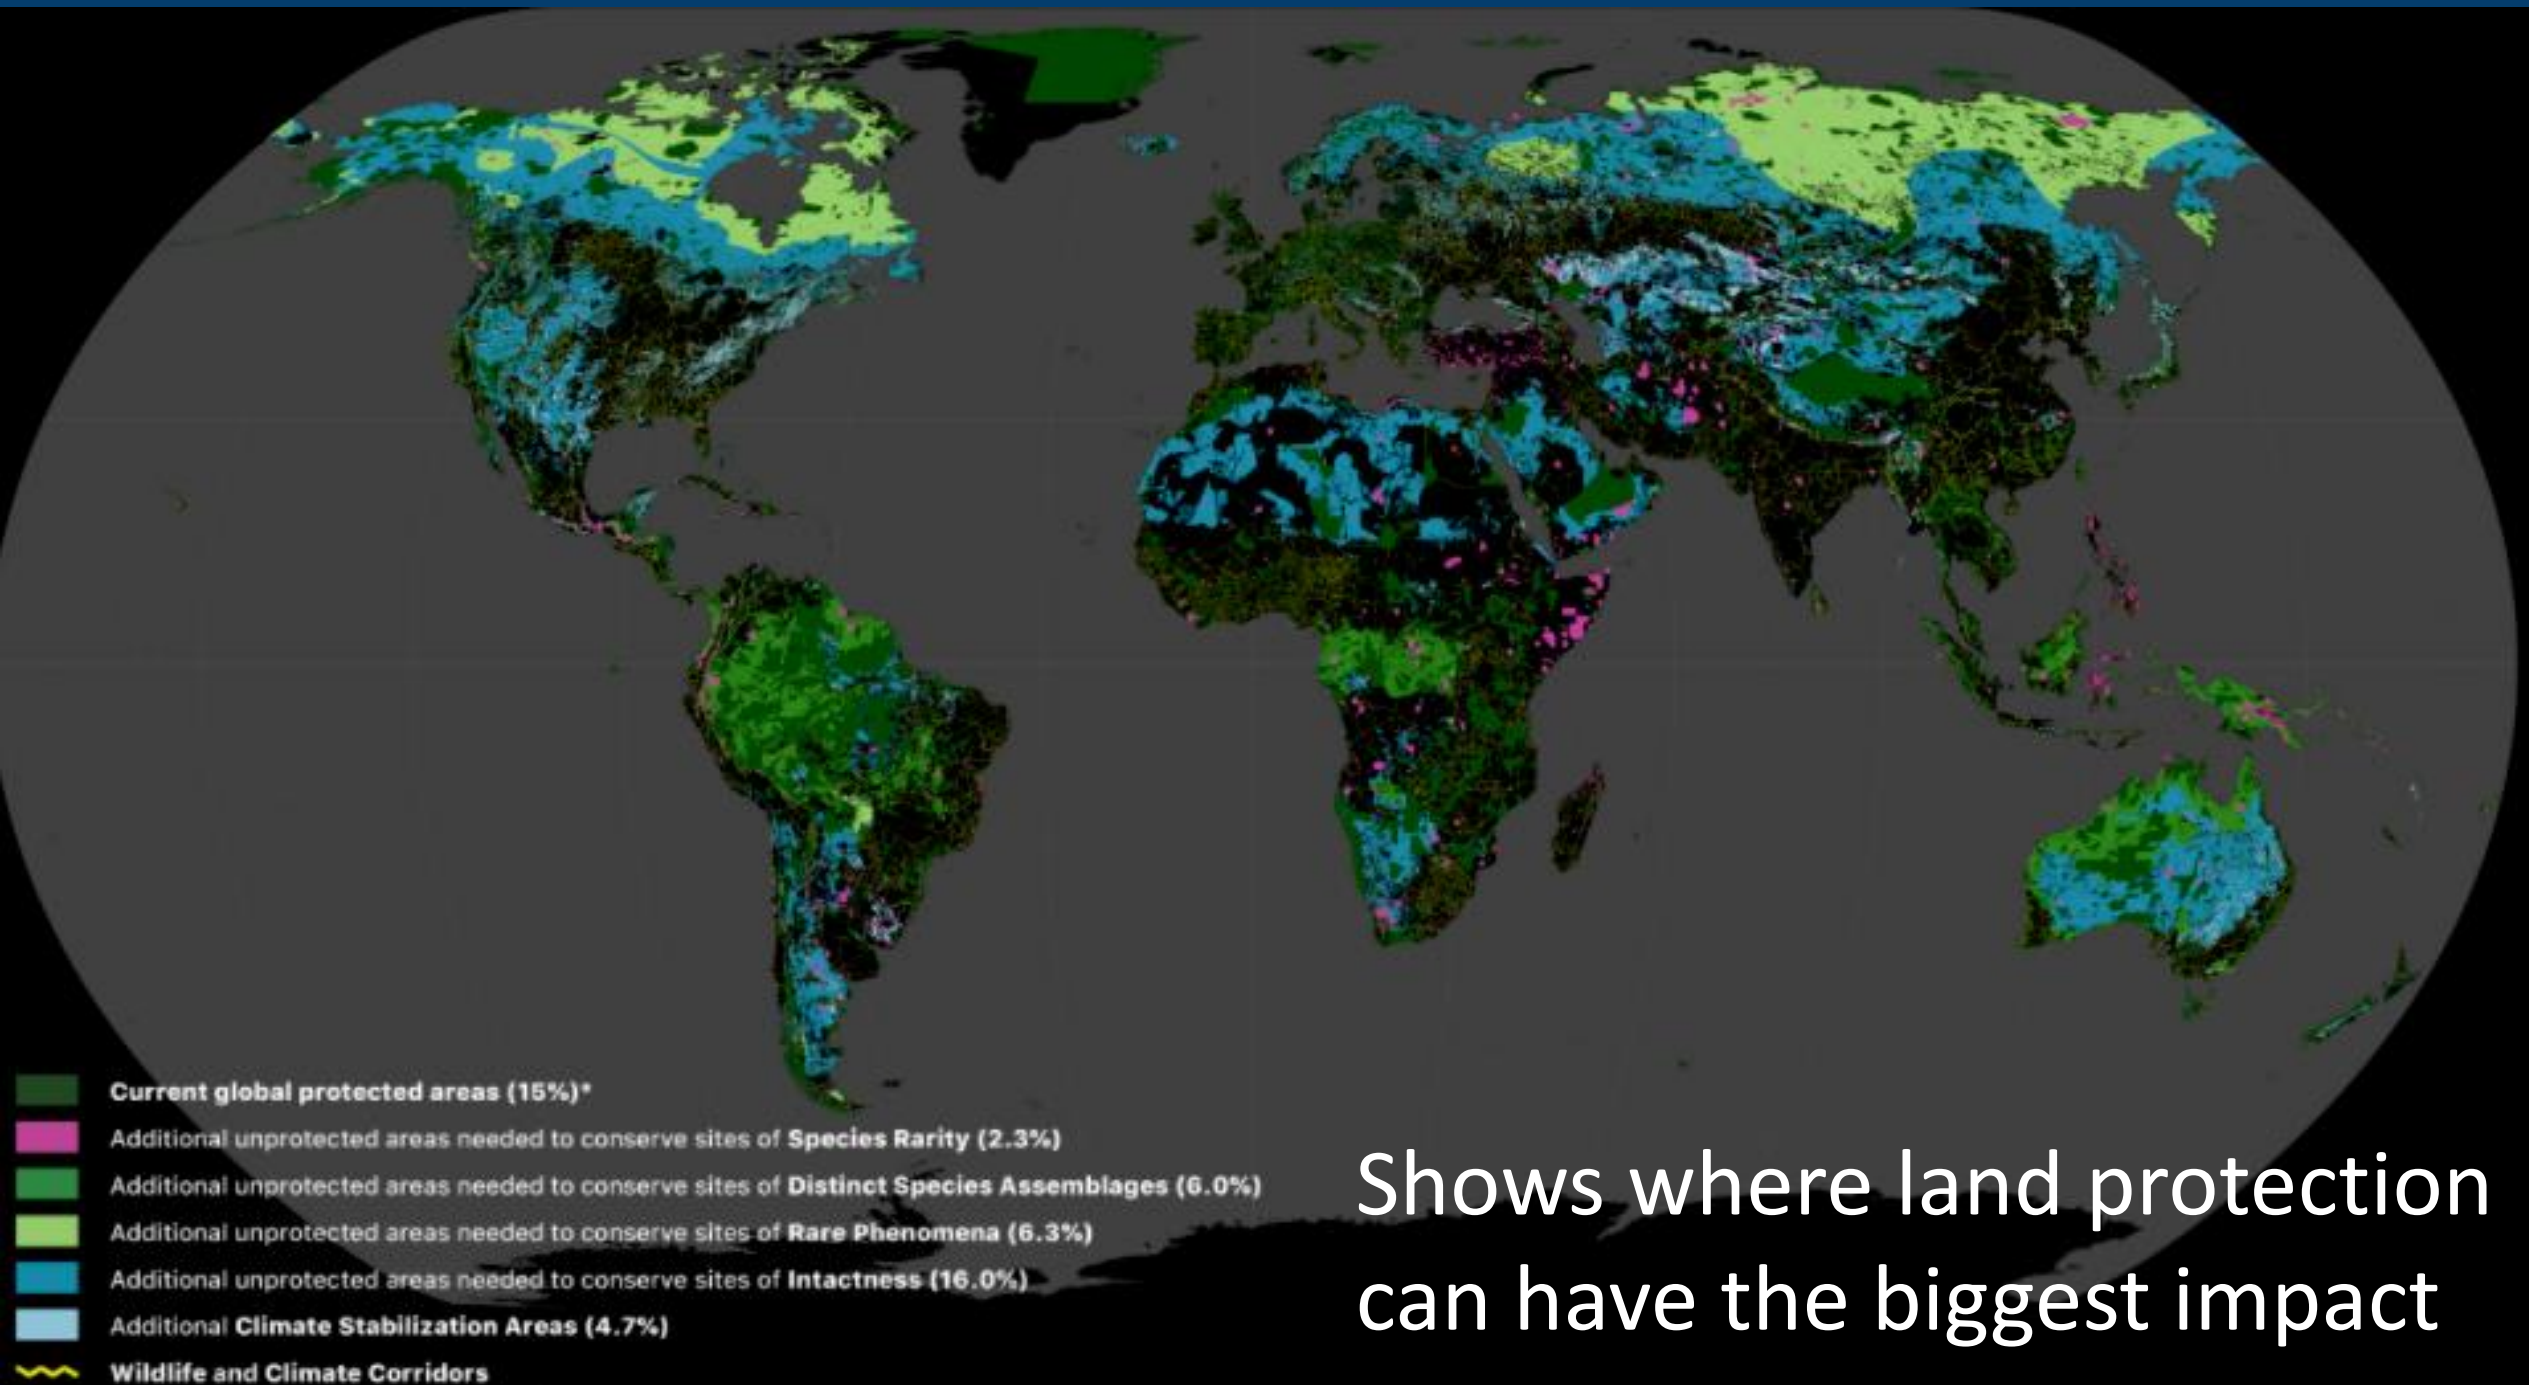 Current global protected areas (15%)*
Additional unprotected areas needed to conserve sites of Species Rarity (2.3%)
Additional unprotected areas needed to conserve sites of Distinct Species Assemblages (6.0%)
Additional unprotected areas needed to conserve sites of Rare Phenomena (6.3%)
Additional unprotected areas needed to conserve sites of Intactness (16.0%)
Additional Climate Stabilization Areas (4.7%)
Wildlife and Climate Corridors
Shows where land protection
can have the biggest impact